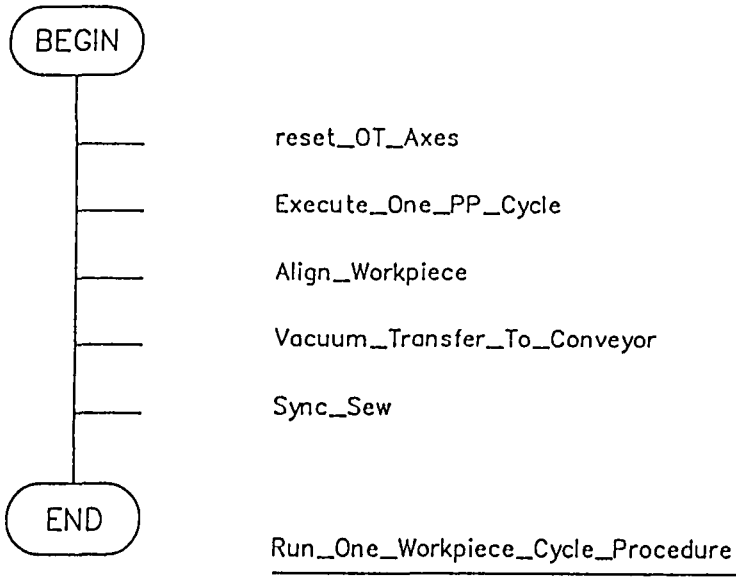 BEGIN
reset_OT_Axes
Execute_One_PP_Cycle
Align_Workpiece
Vacuum_Transfer_To_Conveyor
Sync_Sew
END
Run_One_Workpiece_Cycle_Procedure